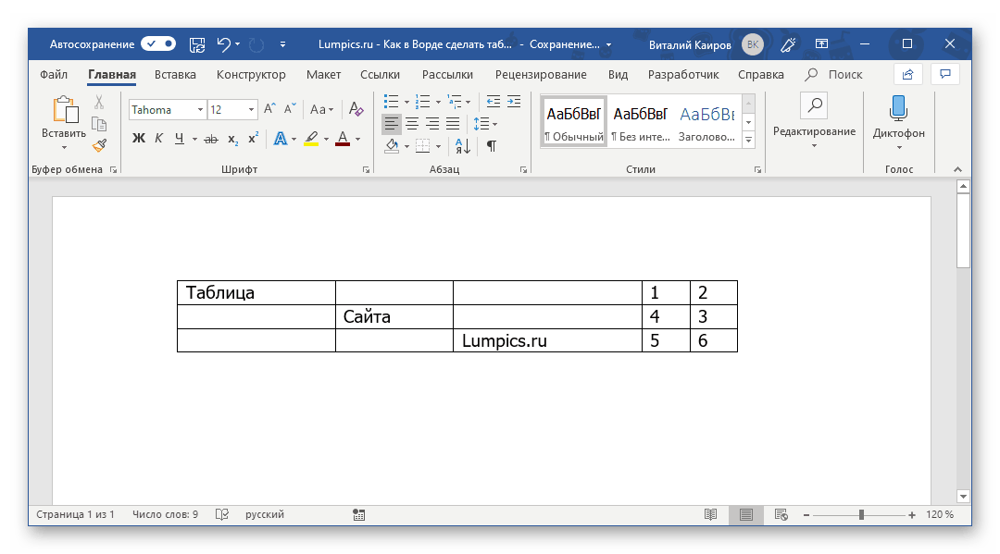 Автосохранение Lumpics.ru - Как в Ворде сделать таб... - Сохранение... Виталий Каиров ВК
Файл Главная Вставка Конструктор Макет Ссылки Рассылки Рецензирование Вид Разработчик Справка Поиск
Вставить
Буфер обмена
Tahoma 12 Aa
Ж К Ч ab x₂ x² A A
Шрифт
Абзац
АаБбВвГ АаБбВвГ АаБбВ
¶ Обычный ¶ Без инте... Заголово...
Стили
Редактирование
Диктофон
Голос
Таблица 1 2
Сайта 4 3
Lumpics.ru 5 6
Страница 1 из 1 Число слов: 9 русский 120 %